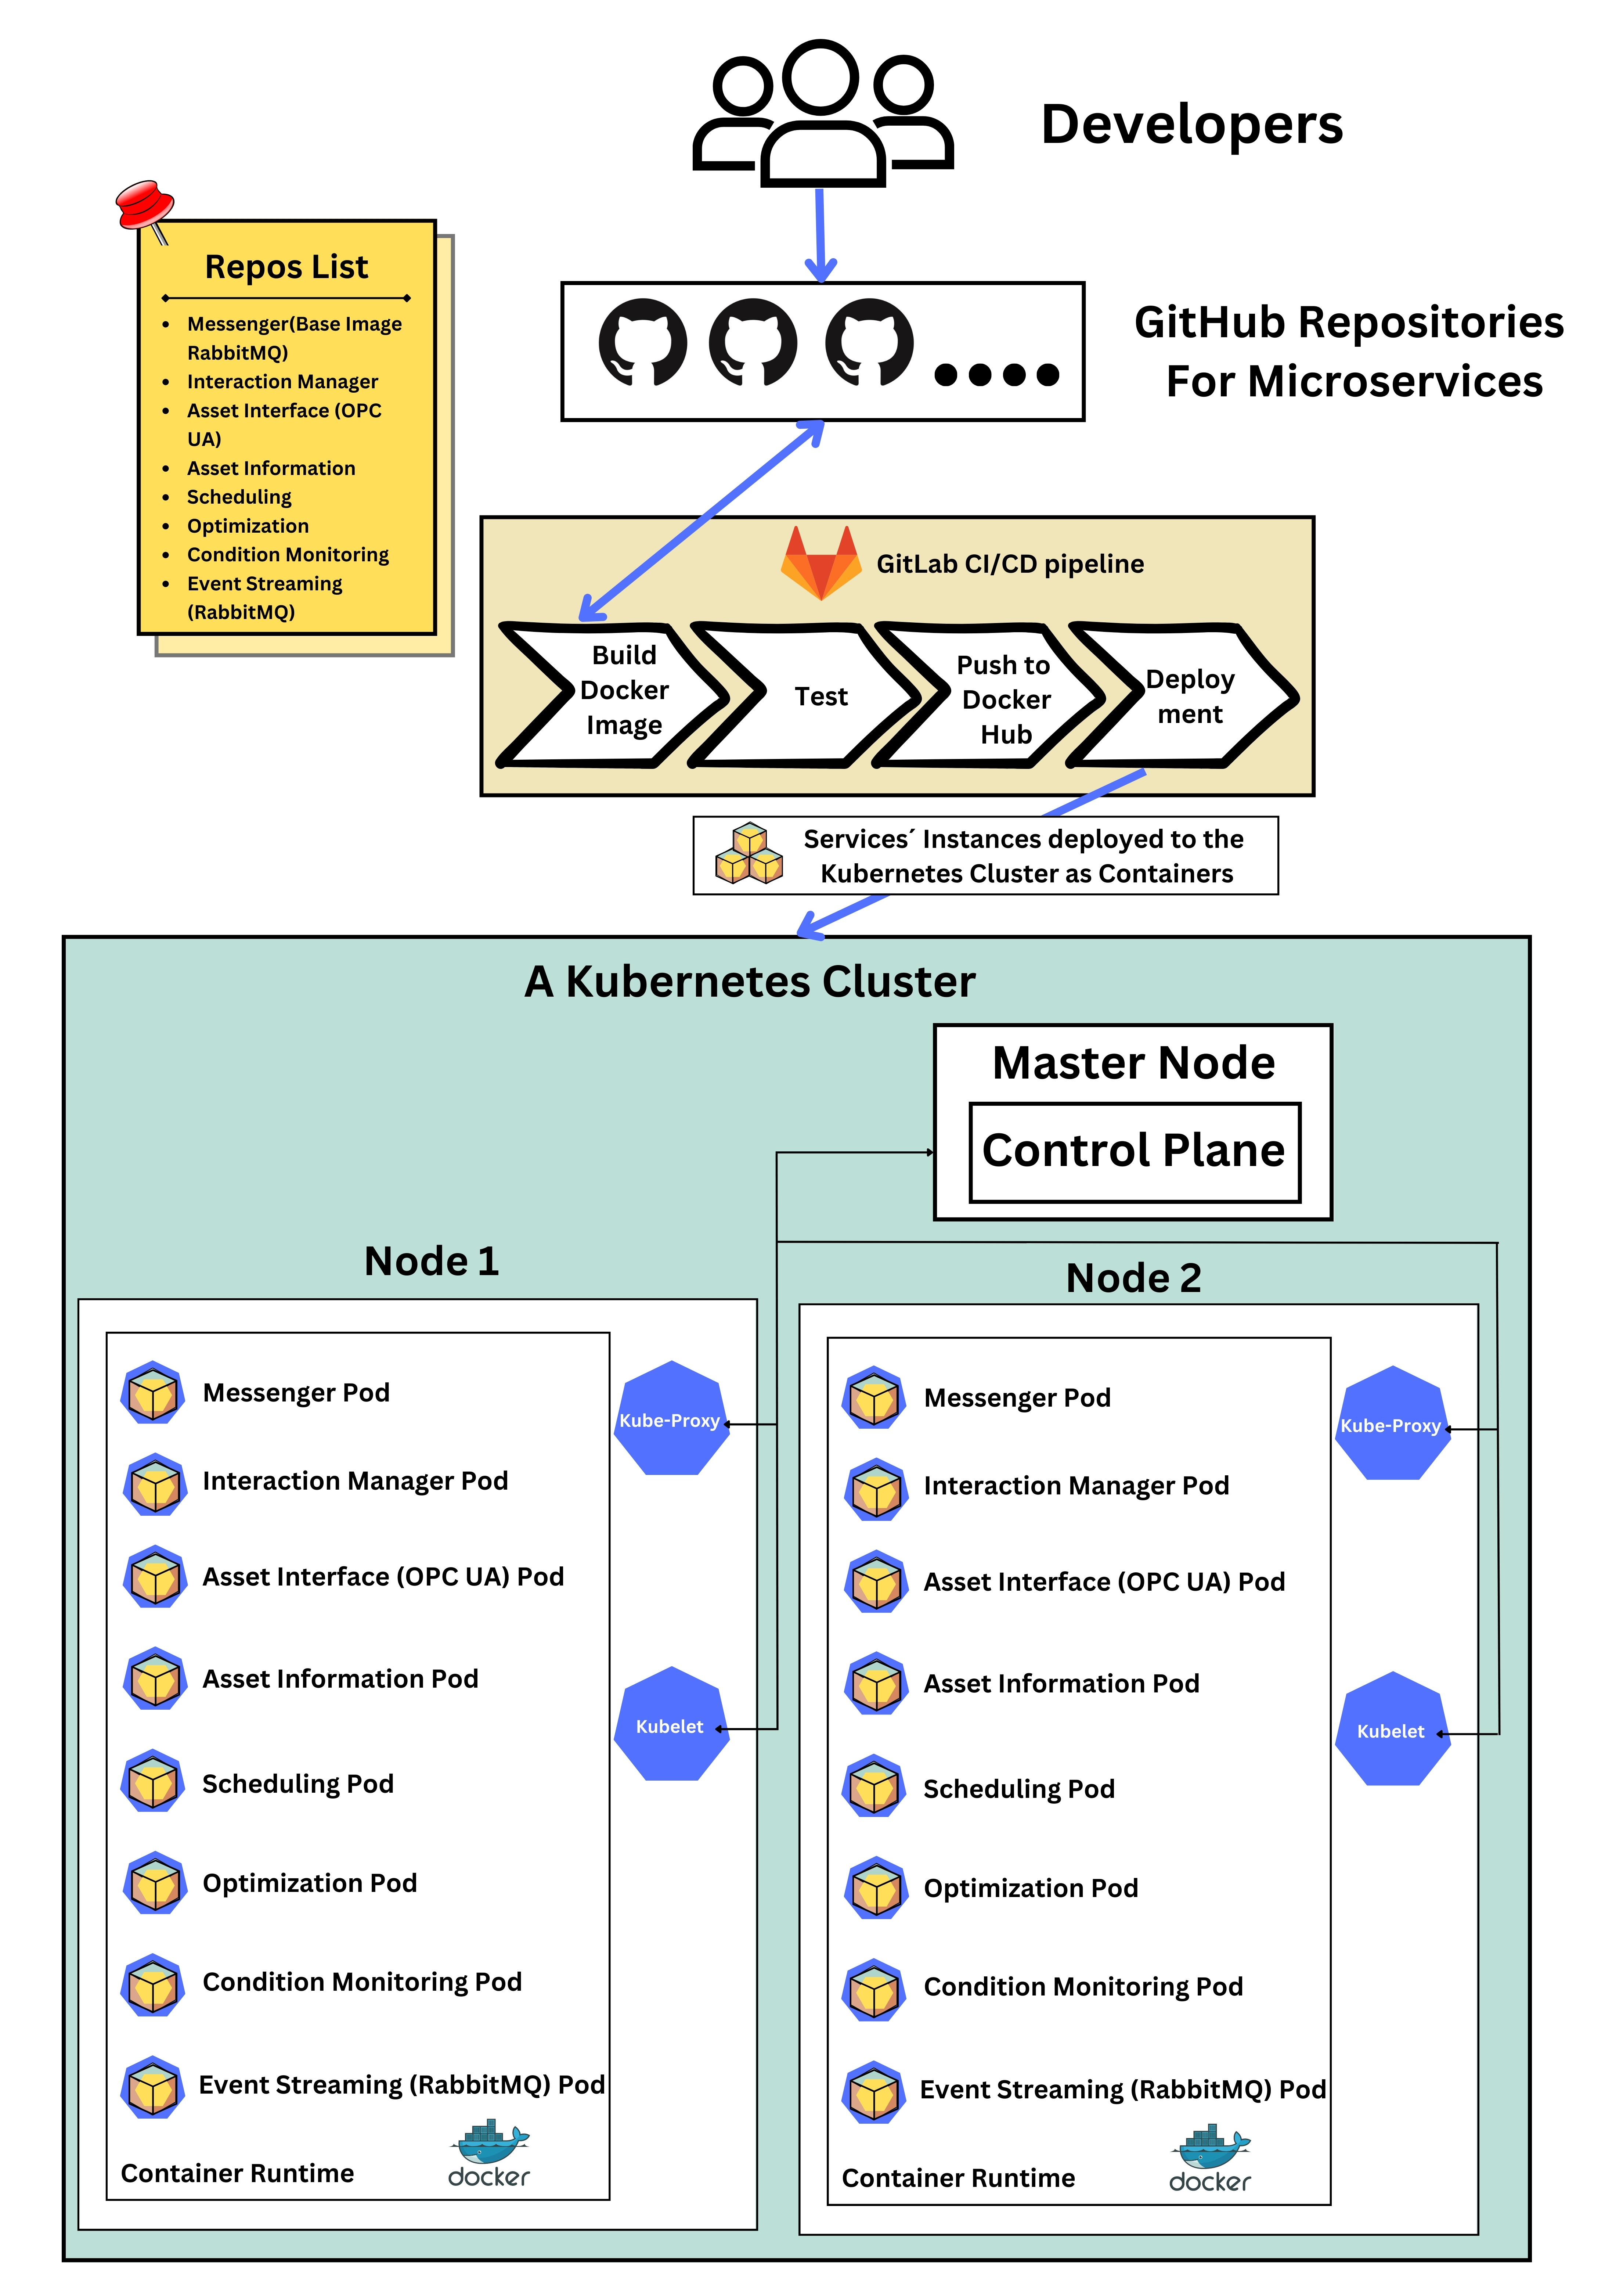 Developers
Repos List
• Messenger(Base Image
RabbitMQ)
• Interaction Manager
• Asset Interface (OPC
UA)
• Asset Information
• Scheduling
• Optimization
• Condition Monitoring
• Event Streaming
(RabbitMQ)
GitHub Repositories
For Microservices
GitLab CI/CD pipeline
Build
Docker
Image
Test
Push to
Docker
Hub
Deploy
ment
Services´ Instances deployed to the
Kubernetes Cluster as Containers
A Kubernetes Cluster
Master Node
Control Plane
Node 1
Messenger Pod
Interaction Manager Pod
Asset Interface (OPC UA) Pod
Asset Information Pod
Scheduling Pod
Optimization Pod
Condition Monitoring Pod
Event Streaming (RabbitMQ) Pod
Container Runtime
docker
Kube-Proxy
Kubelet
Node 2
Messenger Pod
Interaction Manager Pod
Asset Interface (OPC UA) Pod
Asset Information Pod
Scheduling Pod
Optimization Pod
Condition Monitoring Pod
Event Streaming (RabbitMQ) Pod
Container Runtime
docker
Kube-Proxy
Kubelet